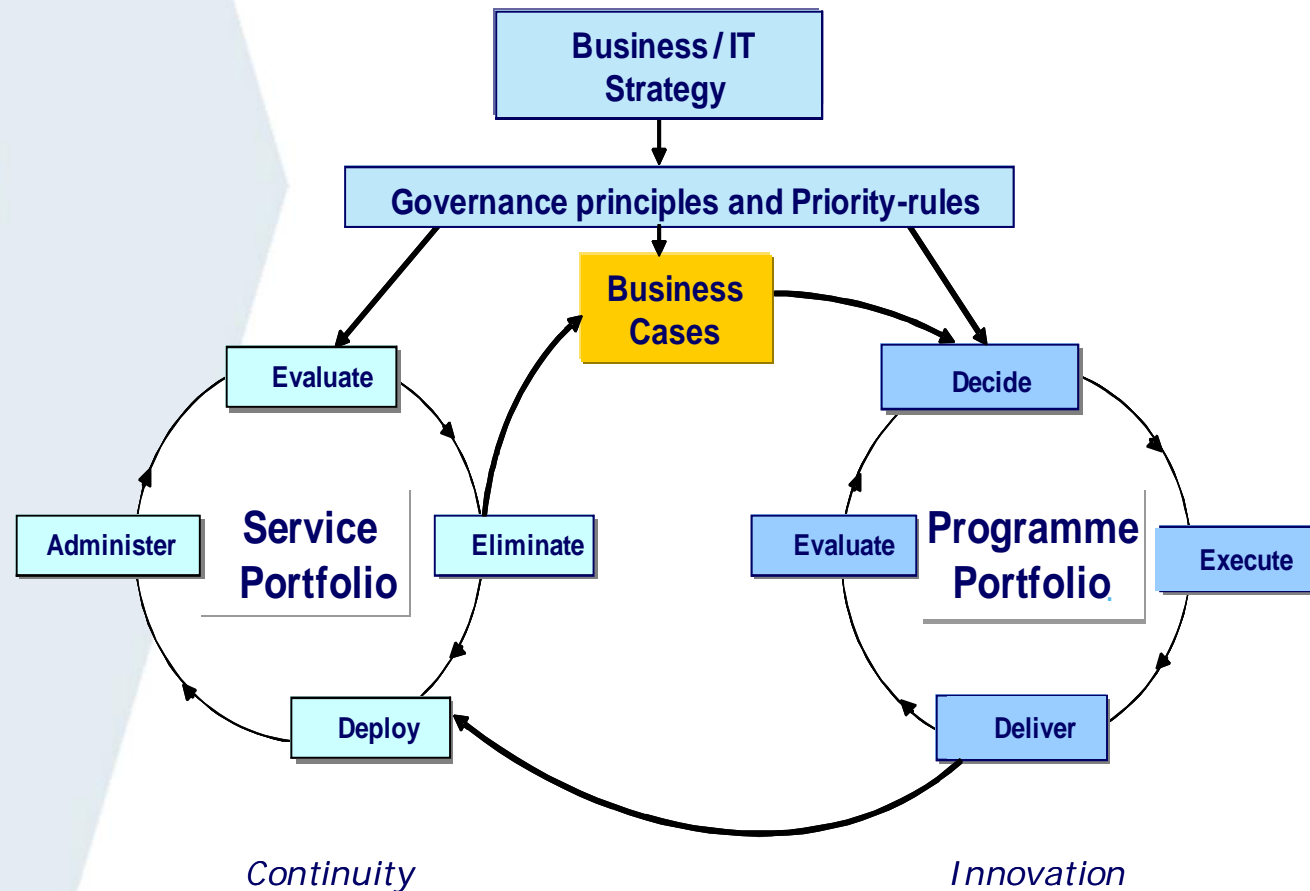 Business / IT
Strategy
Governance principles and Priority-rules
Business
Cases
Evaluate
Decide
Administer
Service
Portfolio
Eliminate
Evaluate
Programme
Portfolio
Execute
Deploy
Deliver
Continuity
Innovation